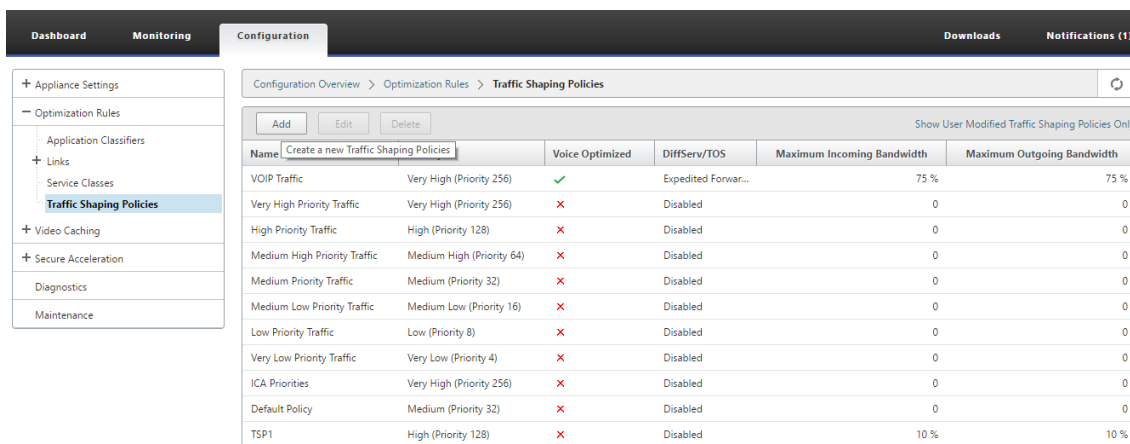 Dashboard Monitoring Configuration Downloads Notifications (1)
+ Appliance Settings
− Optimization Rules
Application Classifiers
+ Links
Service Classes
Traffic Shaping Policies
+ Video Caching
+ Secure Acceleration
Diagnostics
Maintenance
Configuration Overview > Optimization Rules > Traffic Shaping Policies
Add Edit Delete Show User Modified Traffic Shaping Policies Onl
Create a new Traffic Shaping Policies
Name Voice Optimized DiffServ/TOS Maximum Incoming Bandwidth Maximum Outgoing Bandwidth
VOIP Traffic Very High (Priority 256) ✓ Expedited Forwar... 75 % 75 %
Very High Priority Traffic Very High (Priority 256) ✕ Disabled 0 0
High Priority Traffic High (Priority 128) ✕ Disabled 0 0
Medium High Priority Traffic Medium High (Priority 64) ✕ Disabled 0 0
Medium Priority Traffic Medium (Priority 32) ✕ Disabled 0 0
Medium Low Priority Traffic Medium Low (Priority 16) ✕ Disabled 0 0
Low Priority Traffic Low (Priority 8) ✕ Disabled 0 0
Very Low Priority Traffic Very Low (Priority 4) ✕ Disabled 0 0
ICA Priorities Very High (Priority 256) ✕ Disabled 0 0
Default Policy Medium (Priority 32) ✕ Disabled 0 0
TSP1 High (Priority 128) ✕ Disabled 10 % 10 %